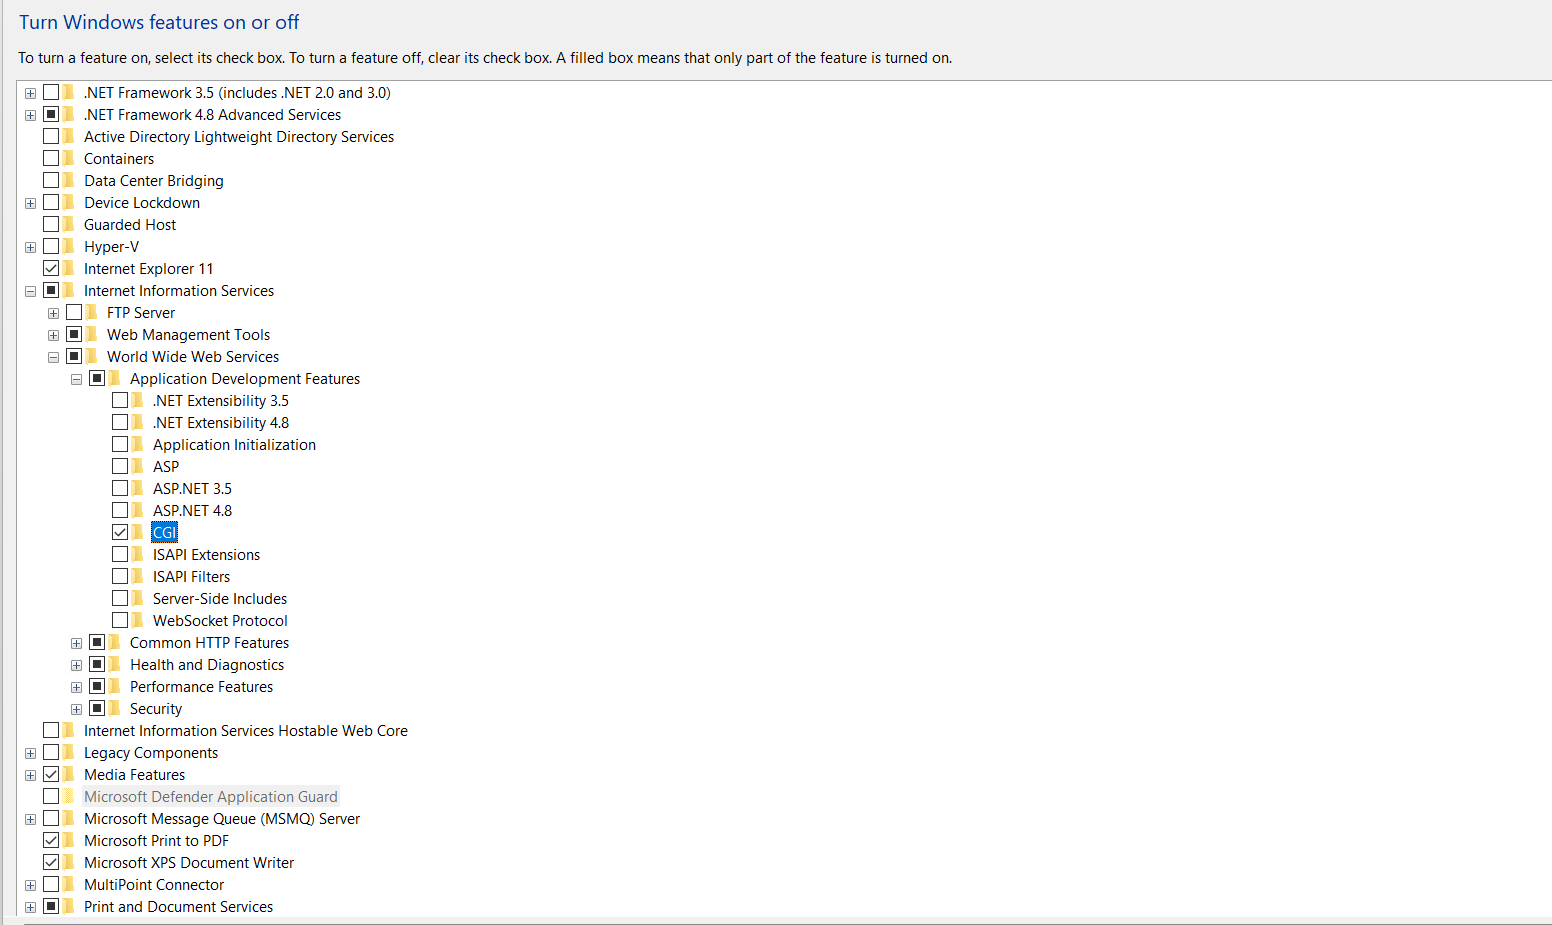 Turn Windows features on or off
To turn a feature on, select its check box. To turn a feature off, clear its check box. A filled box means that only part of the feature is turned on.
.NET Framework 3.5 (includes .NET 2.0 and 3.0)
.NET Framework 4.8 Advanced Services
Active Directory Lightweight Directory Services
Containers
Data Center Bridging
Device Lockdown
Guarded Host
Hyper-V
Internet Explorer 11
Internet Information Services
FTP Server
Web Management Tools
World Wide Web Services
Application Development Features
.NET Extensibility 3.5
.NET Extensibility 4.8
Application Initialization
ASP
ASP.NET 3.5
ASP.NET 4.8
CGI
ISAPI Extensions
ISAPI Filters
Server-Side Includes
WebSocket Protocol
Common HTTP Features
Health and Diagnostics
Performance Features
Security
Internet Information Services Hostable Web Core
Legacy Components
Media Features
Microsoft Defender Application Guard
Microsoft Message Queue (MSMQ) Server
Microsoft Print to PDF
Microsoft XPS Document Writer
MultiPoint Connector
Print and Document Services